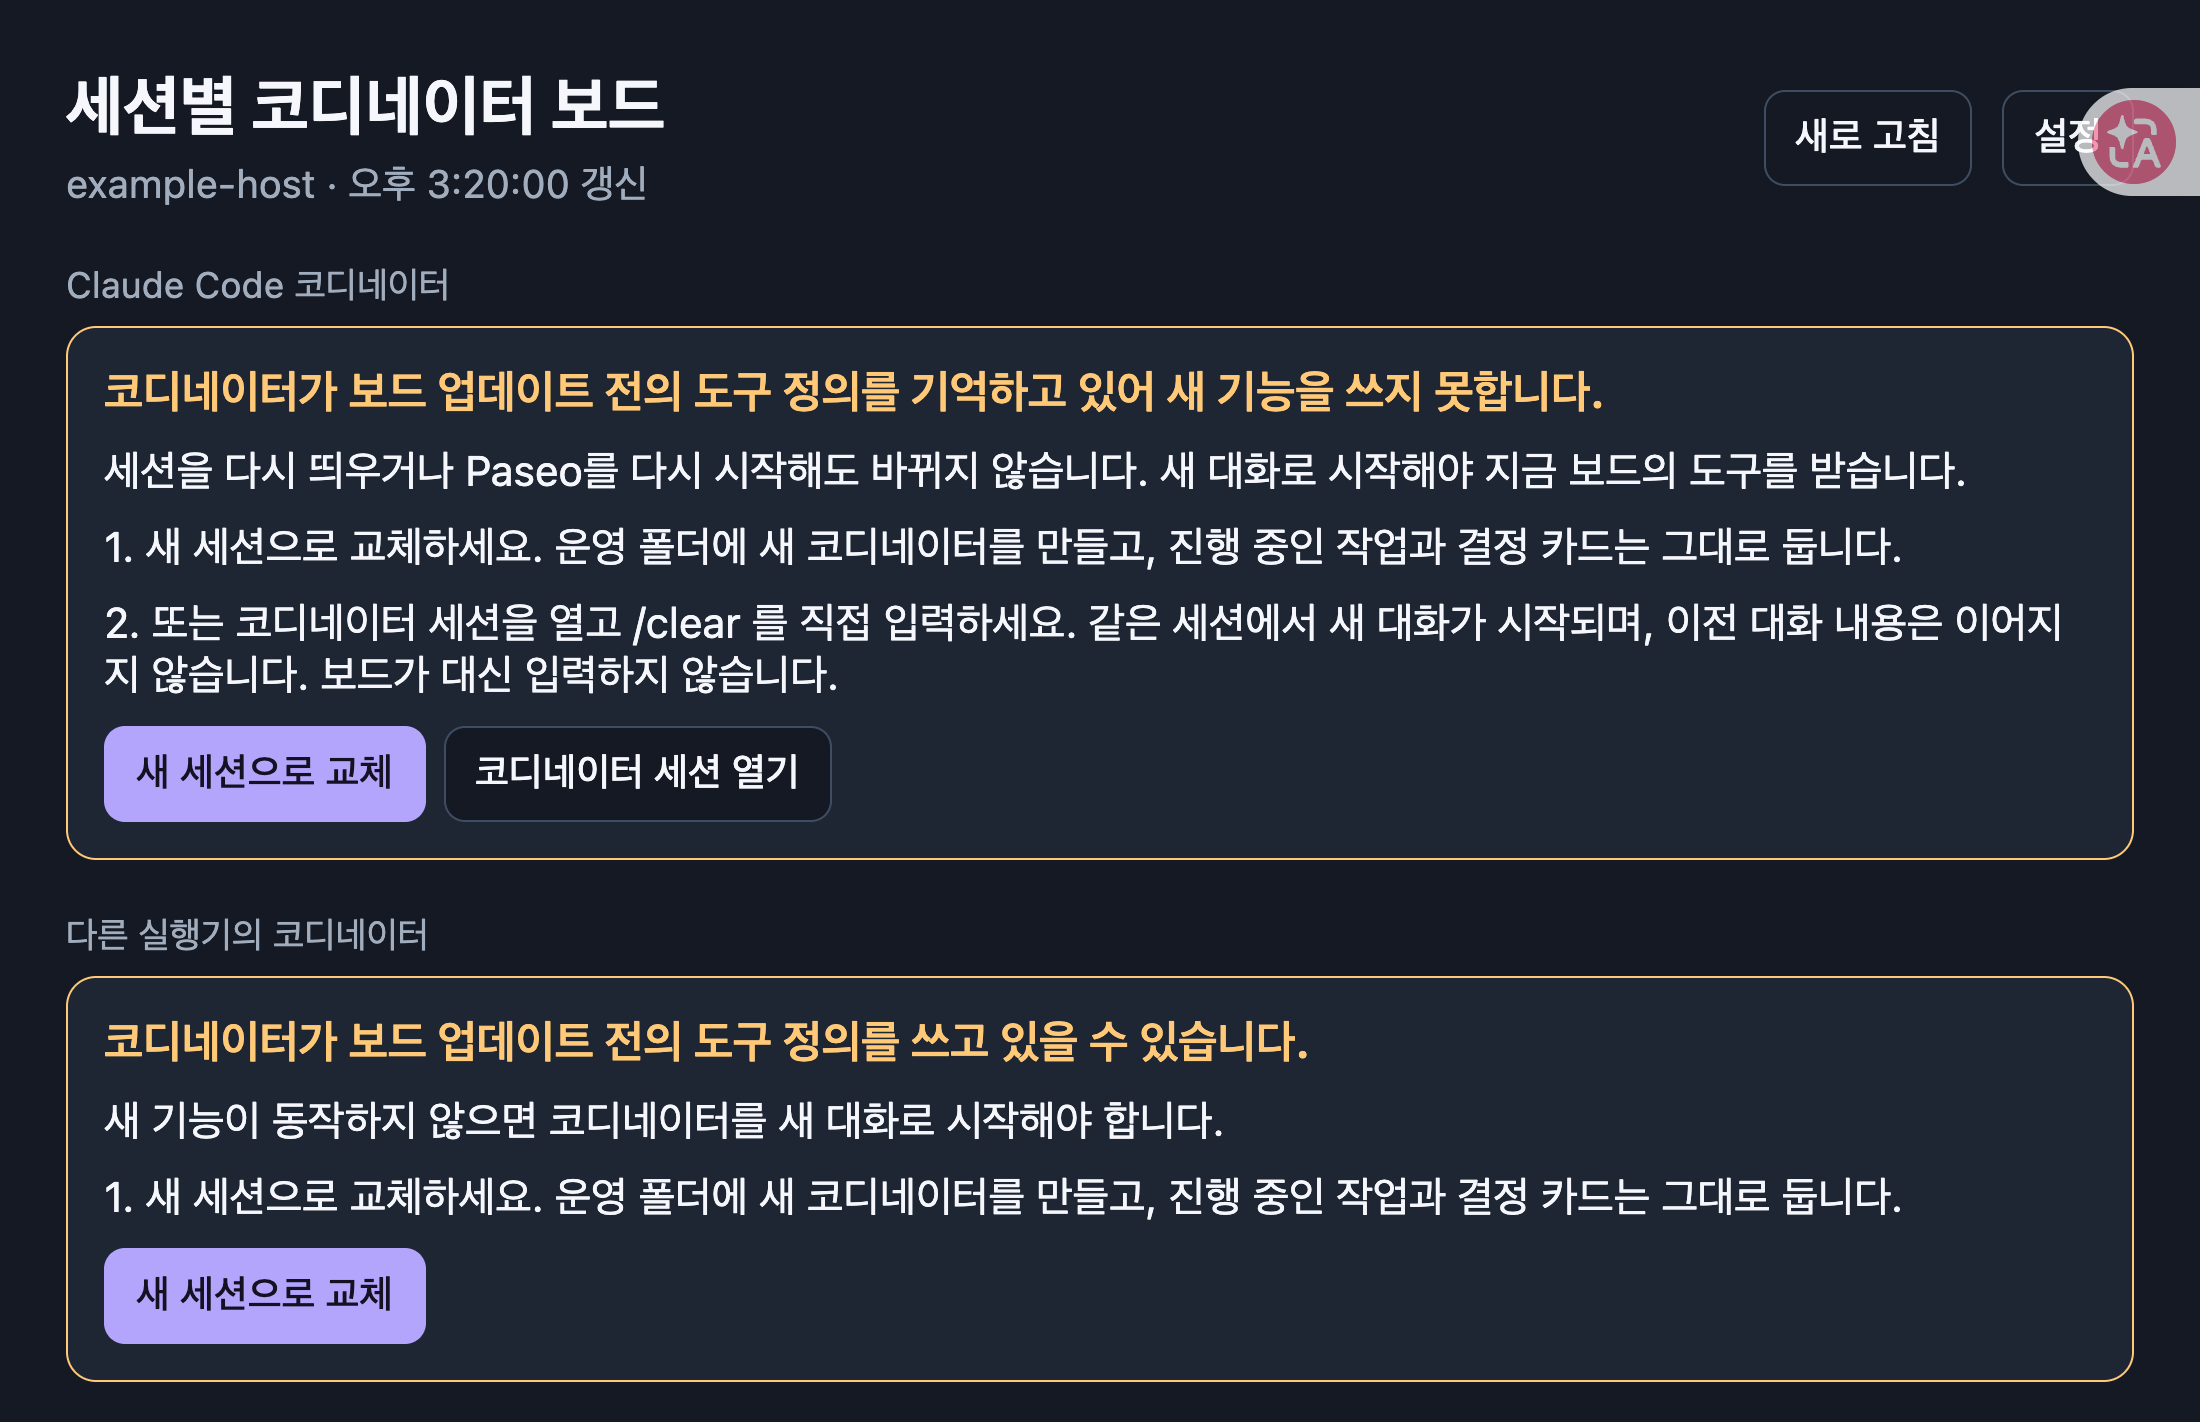 세션별 코디네이터 보드
example-host · 오후 3:20:00 갱신
새로 고침
설정
Claude Code 코디네이터
코디네이터가 보드 업데이트 전의 도구 정의를 기억하고 있어 새 기능을 쓰지 못합니다.
세션을 다시 띄우거나 Paseo를 다시 시작해도 바뀌지 않습니다. 새 대화로 시작해야 지금 보드의 도구를 받습니다.
1. 새 세션으로 교체하세요. 운영 폴더에 새 코디네이터를 만들고, 진행 중인 작업과 결정 카드는 그대로 둡니다.
2. 또는 코디네이터 세션을 열고 /clear 를 직접 입력하세요. 같은 세션에서 새 대화가 시작되며, 이전 대화 내용은 이어지
지 않습니다. 보드가 대신 입력하지 않습니다.
새 세션으로 교체
코디네이터 세션 열기
다른 실행기의 코디네이터
코디네이터가 보드 업데이트 전의 도구 정의를 쓰고 있을 수 있습니다.
새 기능이 동작하지 않으면 코디네이터를 새 대화로 시작해야 합니다.
1. 새 세션으로 교체하세요. 운영 폴더에 새 코디네이터를 만들고, 진행 중인 작업과 결정 카드는 그대로 둡니다.
새 세션으로 교체